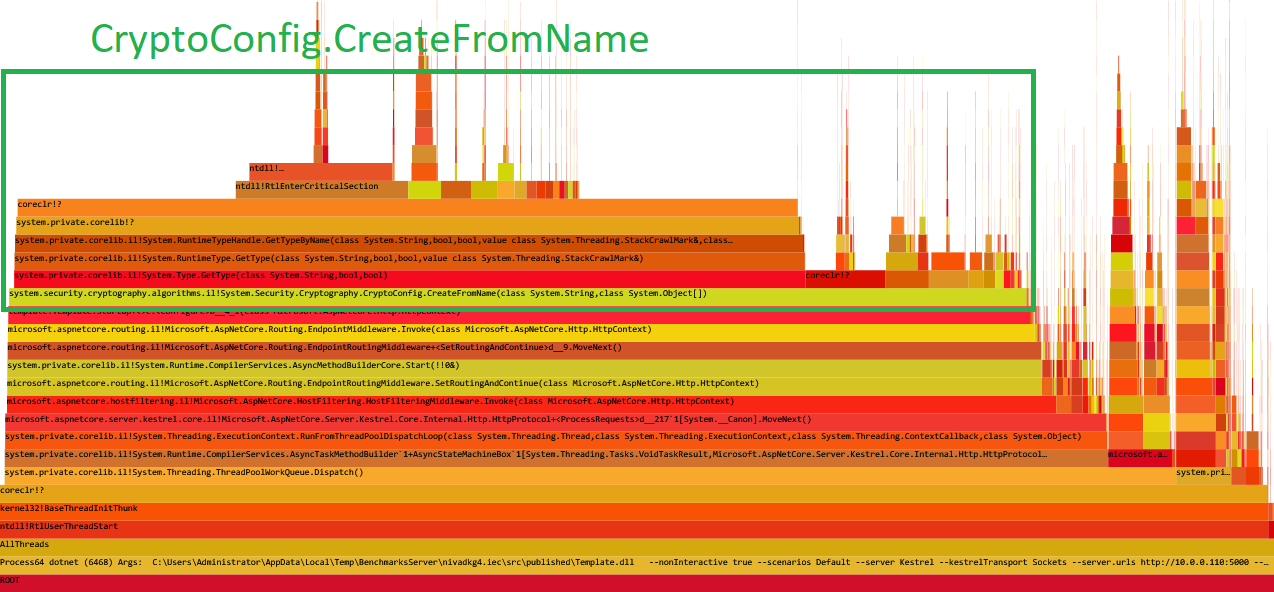 CryptoConfig.CreateFromName
ntdll!…
ntdll!RtlEnterCriticalSection
coreclr!?
system.private.corelib!?
system.private.corelib.il!System.RuntimeTypeHandle.GetTypeByName(class System.String,bool,bool,value class System.Threading.StackCrawlMark&,class…
system.private.corelib.il!System.RuntimeType.GetType(class System.String,bool,bool,value class System.Threading.StackCrawlMark&)
system.private.corelib.il!System.Type.GetType(class System.String,bool,bool)
coreclr!?
system.security.cryptography.algorithms.il!System.Security.Cryptography.CryptoConfig.CreateFromName(class System.String,class System.Object[])
microsoft.aspnetcore.routing.il!Microsoft.AspNetCore.Routing.EndpointMiddleware.Invoke(class Microsoft.AspNetCore.Http.HttpContext)
microsoft.aspnetcore.routing.il!Microsoft.AspNetCore.Routing.EndpointRoutingMiddleware+<SetRoutingAndContinue>d__9.MoveNext()
system.private.corelib.il!System.Runtime.CompilerServices.AsyncMethodBuilderCore.Start(!!0&)
microsoft.aspnetcore.routing.il!Microsoft.AspNetCore.Routing.EndpointRoutingMiddleware.SetRoutingAndContinue(class Microsoft.AspNetCore.Http.HttpContext)
microsoft.aspnetcore.hostfiltering.il!Microsoft.AspNetCore.HostFiltering.HostFilteringMiddleware.Invoke(class Microsoft.AspNetCore.Http.HttpContext)
microsoft.aspnetcore.server.kestrel.core.il!Microsoft.AspNetCore.Server.Kestrel.Core.Internal.Http.HttpProtocol+<ProcessRequests>d__217`1[System.__Canon].MoveNext()
system.private.corelib.il!System.Threading.ExecutionContext.RunFromThreadPoolDispatchLoop(class System.Threading.Thread,class System.Threading.ExecutionContext,class System.Threading.ContextCallback,class System.Object)
system.private.corelib.il!System.Runtime.CompilerServices.AsyncTaskMethodBuilder`1+AsyncStateMachineBox`1[System.Threading.Tasks.VoidTaskResult,Microsoft.AspNetCore.Server.Kestrel.Core.Internal.Http.HttpProtocol…
microsoft.a…
system.private.corelib.il!System.Threading.ThreadPoolWorkQueue.Dispatch()
system.pri…
coreclr!?
kernel32!BaseThreadInitThunk
ntdll!RtlUserThreadStart
AllThreads
Process64 dotnet (6468) Args:  C:\Users\Administrator\AppData\Local\Temp\BenchmarksServer\nivadkg4.iec\src\published\Template.dll   --nonInteractive true --scenarios Default --server Kestrel --kestrelTransport Sockets --server.urls http://10.0.0.110:5000 --…
ROOT